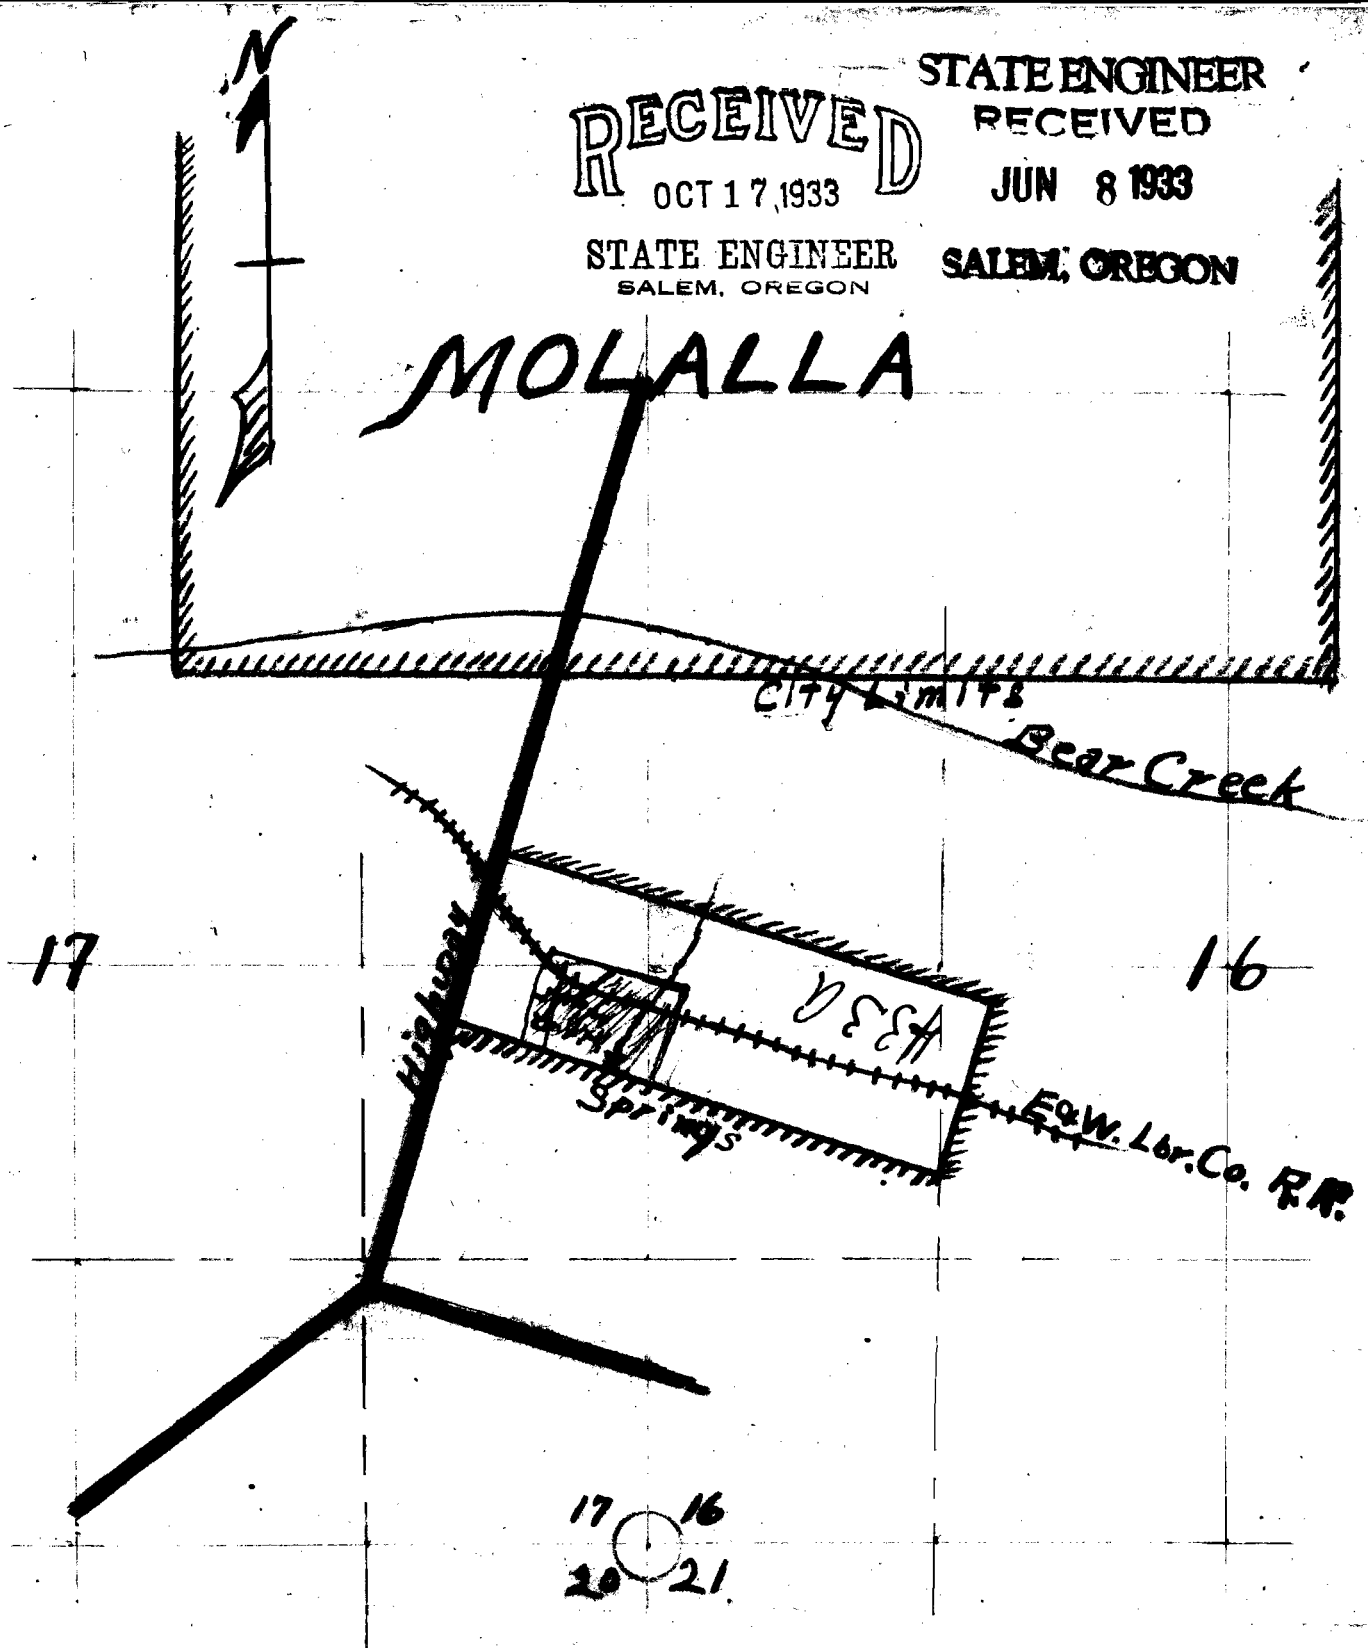 N
STATE ENGINEER
RECEIVED
JUN 8 1933
SALEM, OREGON
RECEIVED
OCT 17, 1933
STATE ENGINEER
SALEM, OREGON
MOLALLA
City Limits
Bear Creek
17
16
Highway
Springs
E&W. Lbr. Co. R.R.
17 16
20 21